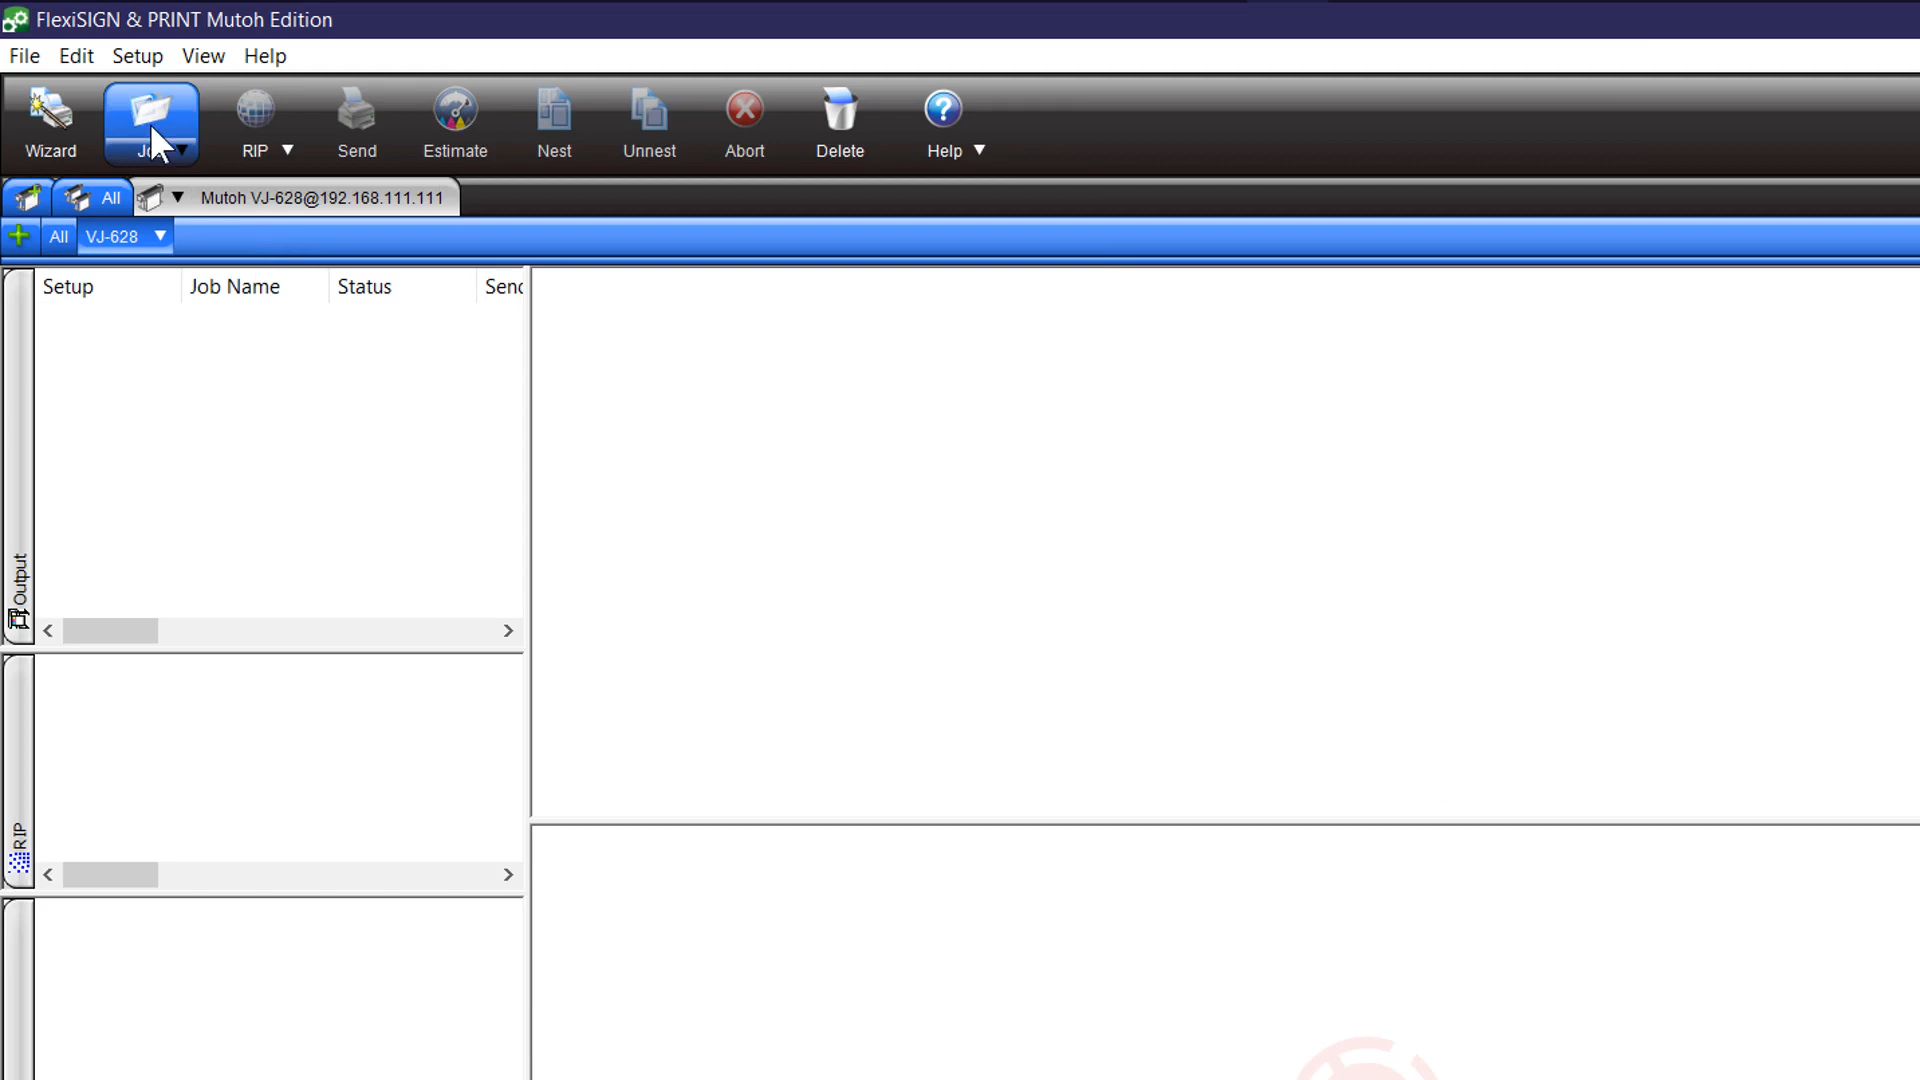 FlexiSIGN & PRINT Mutoh Edition
File Edit Setup View Help
Wizard RIP Send Estimate Nest Unnest Abort Delete Help
All Mutoh VJ-628@192.168.111.111
All VJ-628
Setup Job Name Status
Output
RIP